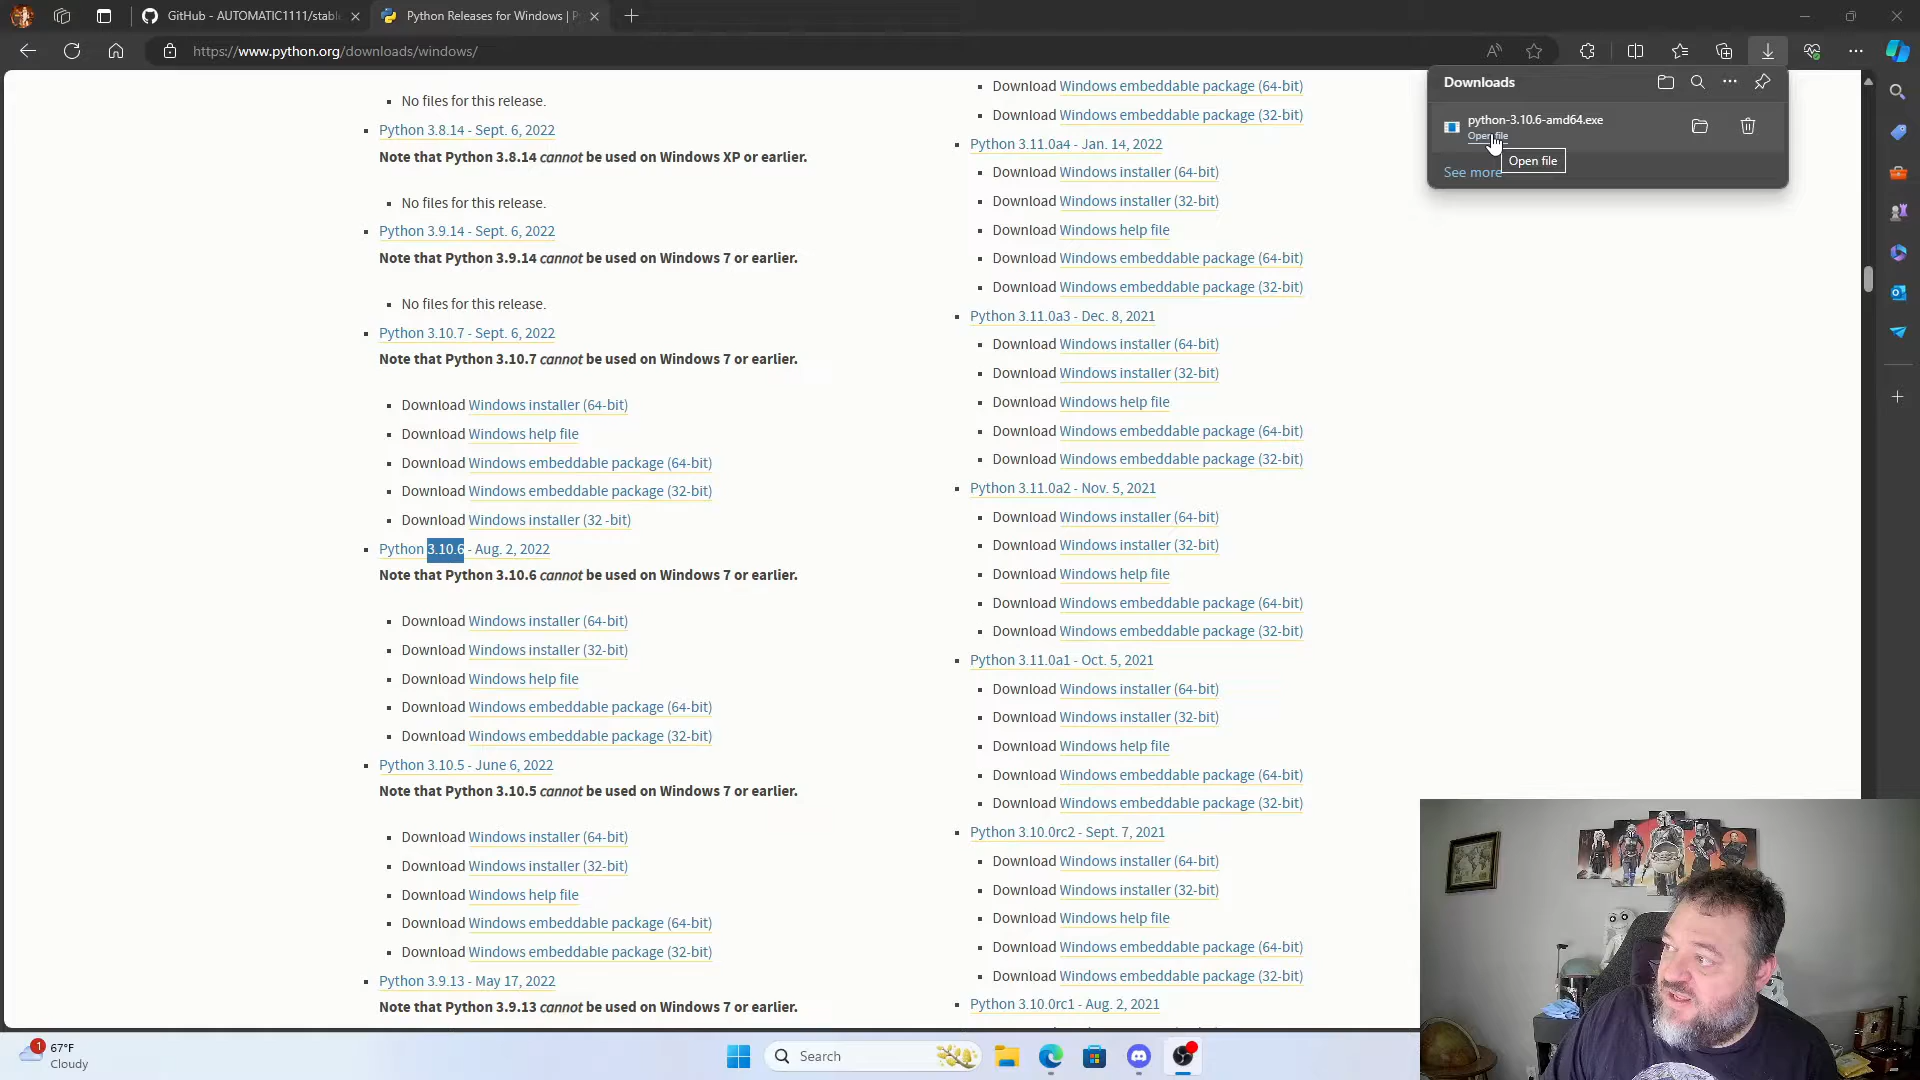 GitHub - AUTOMATIC1111/stabl
Python Releases for Windows | P
https://www.python.org/downloads/windows/
Downloads
python-3.10.6-amd64.exe
Open file
Open file
See more
No files for this release.
Python 3.8.14 - Sept. 6, 2022
Note that Python 3.8.14 cannot be used on Windows XP or earlier.
No files for this release.
Python 3.9.14 - Sept. 6, 2022
Note that Python 3.9.14 cannot be used on Windows 7 or earlier.
No files for this release.
Python 3.10.7 - Sept. 6, 2022
Note that Python 3.10.7 cannot be used on Windows 7 or earlier.
Download Windows installer (64-bit)
Download Windows help file
Download Windows embeddable package (64-bit)
Download Windows embeddable package (32-bit)
Download Windows installer (32 -bit)
Python 3.10.6 - Aug. 2, 2022
Note that Python 3.10.6 cannot be used on Windows 7 or earlier.
Download Windows installer (64-bit)
Download Windows installer (32-bit)
Download Windows help file
Download Windows embeddable package (64-bit)
Download Windows embeddable package (32-bit)
Python 3.10.5 - June 6, 2022
Note that Python 3.10.5 cannot be used on Windows 7 or earlier.
Download Windows installer (64-bit)
Download Windows installer (32-bit)
Download Windows help file
Download Windows embeddable package (64-bit)
Download Windows embeddable package (32-bit)
Python 3.9.13 - May 17, 2022
Note that Python 3.9.13 cannot be used on Windows 7 or earlier.
Download Windows embeddable package (64-bit)
Download Windows embeddable package (32-bit)
Python 3.11.0a4 - Jan. 14, 2022
Download Windows installer (64-bit)
Download Windows installer (32-bit)
Download Windows help file
Download Windows embeddable package (64-bit)
Download Windows embeddable package (32-bit)
Python 3.11.0a3 - Dec. 8, 2021
Download Windows installer (64-bit)
Download Windows installer (32-bit)
Download Windows help file
Download Windows embeddable package (64-bit)
Download Windows embeddable package (32-bit)
Python 3.11.0a2 - Nov. 5, 2021
Download Windows installer (64-bit)
Download Windows installer (32-bit)
Download Windows help file
Download Windows embeddable package (64-bit)
Download Windows embeddable package (32-bit)
Python 3.11.0a1 - Oct. 5, 2021
Download Windows installer (64-bit)
Download Windows installer (32-bit)
Download Windows help file
Download Windows embeddable package (64-bit)
Download Windows embeddable package (32-bit)
Python 3.10.0rc2 - Sept. 7, 2021
Download Windows installer (64-bit)
Download Windows installer (32-bit)
Download Windows help file
Download Windows embeddable package (64-bit)
Download Windows embeddable package (32-bit)
Python 3.10.0rc1 - Aug. 2, 2021
1
67°F
Cloudy
Search